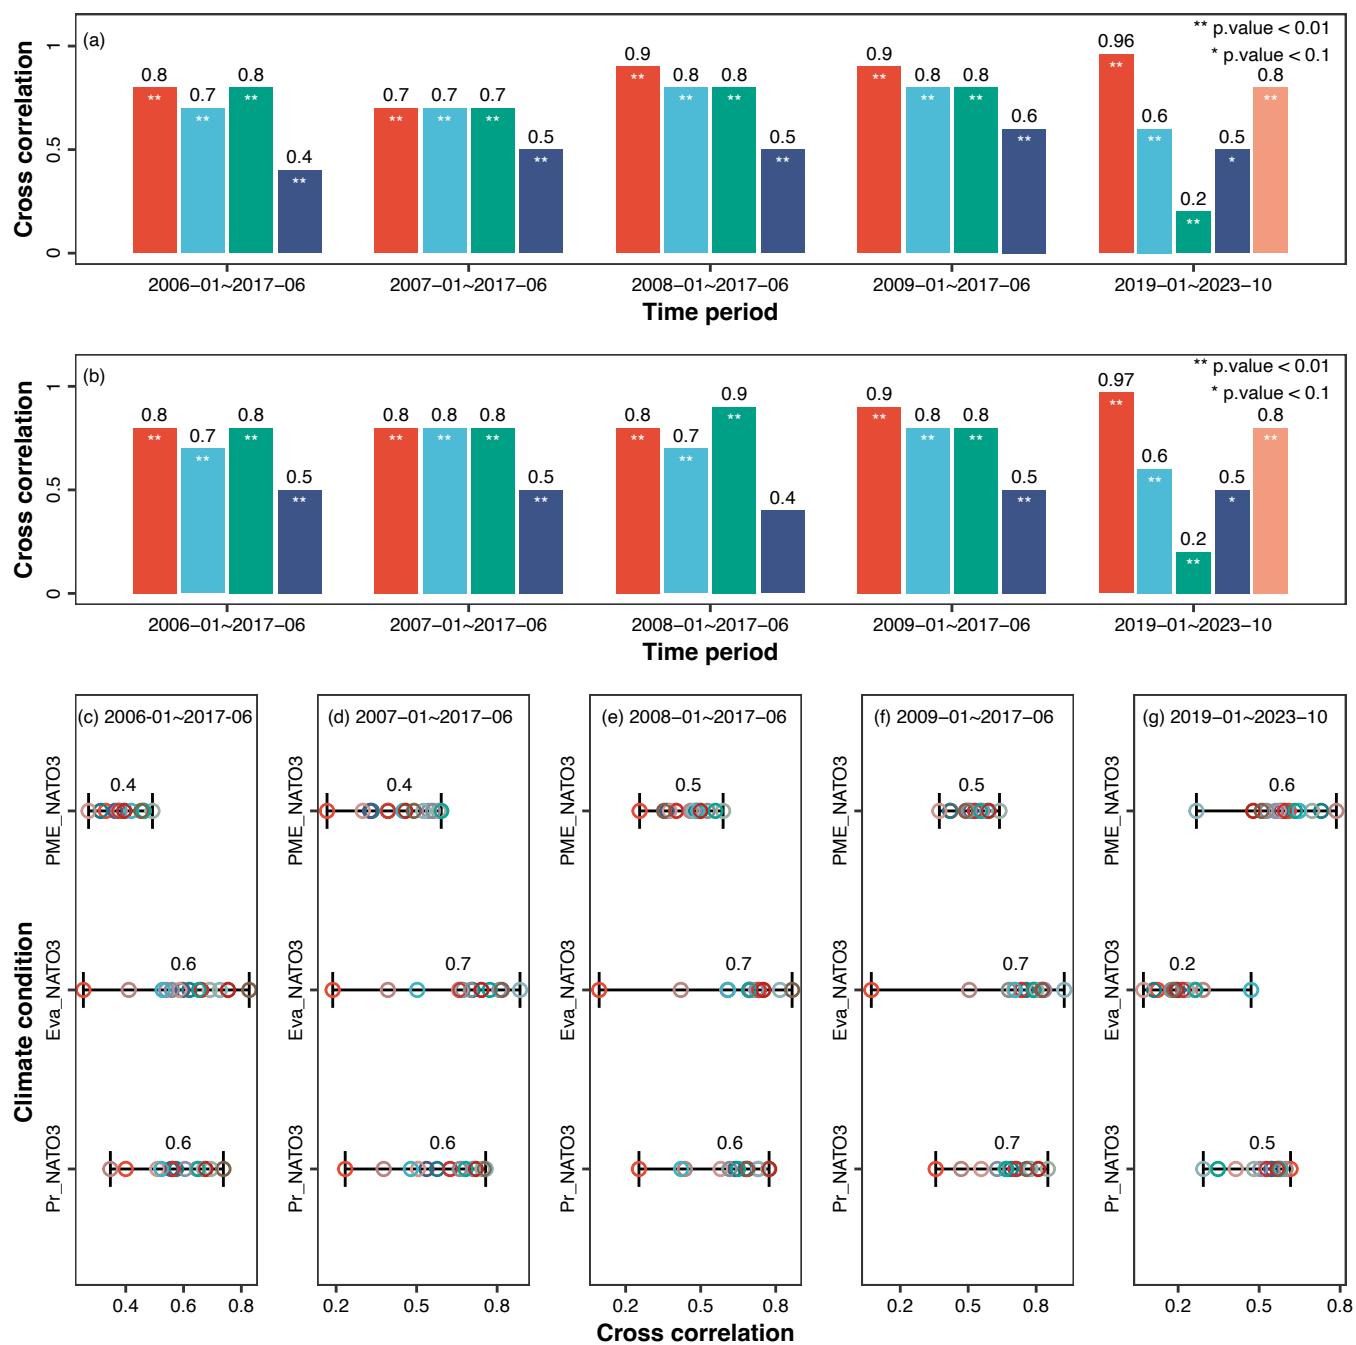 (a)
** p.value < 0.01
* p.value < 0.1
Cross correlation
1
0.5
0
0.8 0.7 0.8 0.4 0.7 0.7 0.7 0.5 0.9 0.8 0.8 0.5 0.9 0.8 0.8 0.6 0.96 0.6 0.2 0.5 0.8
** ** ** ** ** ** ** ** ** ** ** ** ** ** ** ** ** ** ** * **
2006−01~2017−06 2007−01~2017−06 2008−01~2017−06 2009−01~2017−06 2019−01~2023−10
Time period
(b)
** p.value < 0.01
* p.value < 0.1
Cross correlation
1
0.5
0
0.8 0.7 0.8 0.5 0.8 0.8 0.8 0.5 0.8 0.7 0.9 0.4 0.9 0.8 0.8 0.5 0.97 0.6 0.2 0.5 0.8
** ** ** ** ** ** ** ** ** ** ** ** ** ** ** ** ** ** * **
2006−01~2017−06 2007−01~2017−06 2008−01~2017−06 2009−01~2017−06 2019−01~2023−10
Time period
Climate condition
(c) 2006-01~2017-06
PME_NATO3
0.4
Eva_NATO3
0.6
Pr_NATO3
0.6
0.4 0.6 0.8
(d) 2007−01~2017−06
PME_NATO3
0.4
Eva_NATO3
0.7
Pr_NATO3
0.6
0.2 0.5 0.8
(e) 2008−01~2017−06
PME_NATO3
0.5
Eva_NATO3
0.7
Pr_NATO3
0.6
0.2 0.5 0.8
(f) 2009−01~2017−06
PME_NATO3
0.5
Eva_NATO3
0.7
Pr_NATO3
0.7
0.2 0.5 0.8
(g) 2019−01~2023−10
PME_NATO3
0.6
Eva_NATO3
0.2
Pr_NATO3
0.5
0.2 0.5 0.8
Cross correlation